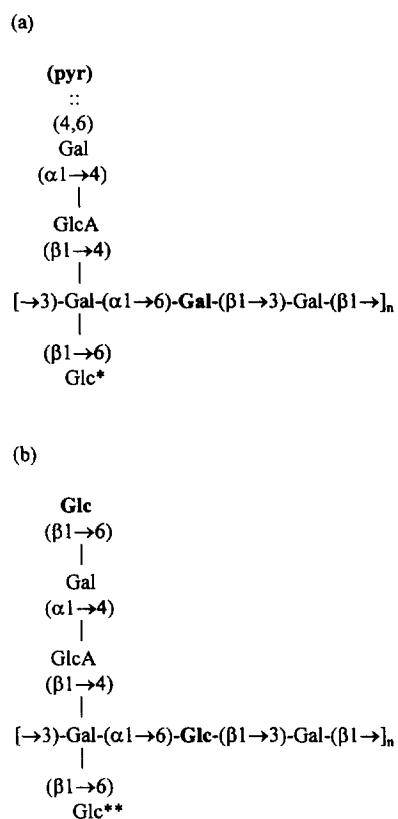 (a)
(pyr)
::
(4,6)
Gal
(α1→4)
|
GlcA
(β1→4)
|
[→3)-Gal-(α1→6)-Gal-(β1→3)-Gal-(β1→]n
|
(β1→6)
Glc*
(b)
Glc
(β1→6)
|
Gal
(α1→4)
|
GlcA
(β1→4)
|
[→3)-Gal-(α1→6)-Glc-(β1→3)-Gal-(β1→]n
|
(β1→6)
Glc**